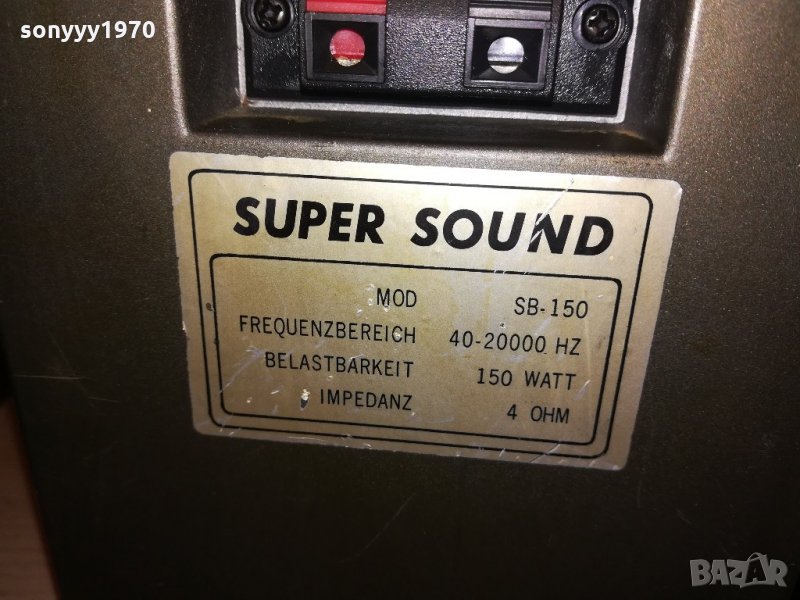 sonyyy1970
SUPER SOUND
MOD SB-150
FREQUENZBEREICH 40-20000 HZ
BELASTBARKEIT 150 WATT
IMPEDANZ 4 OHM
BAZAR